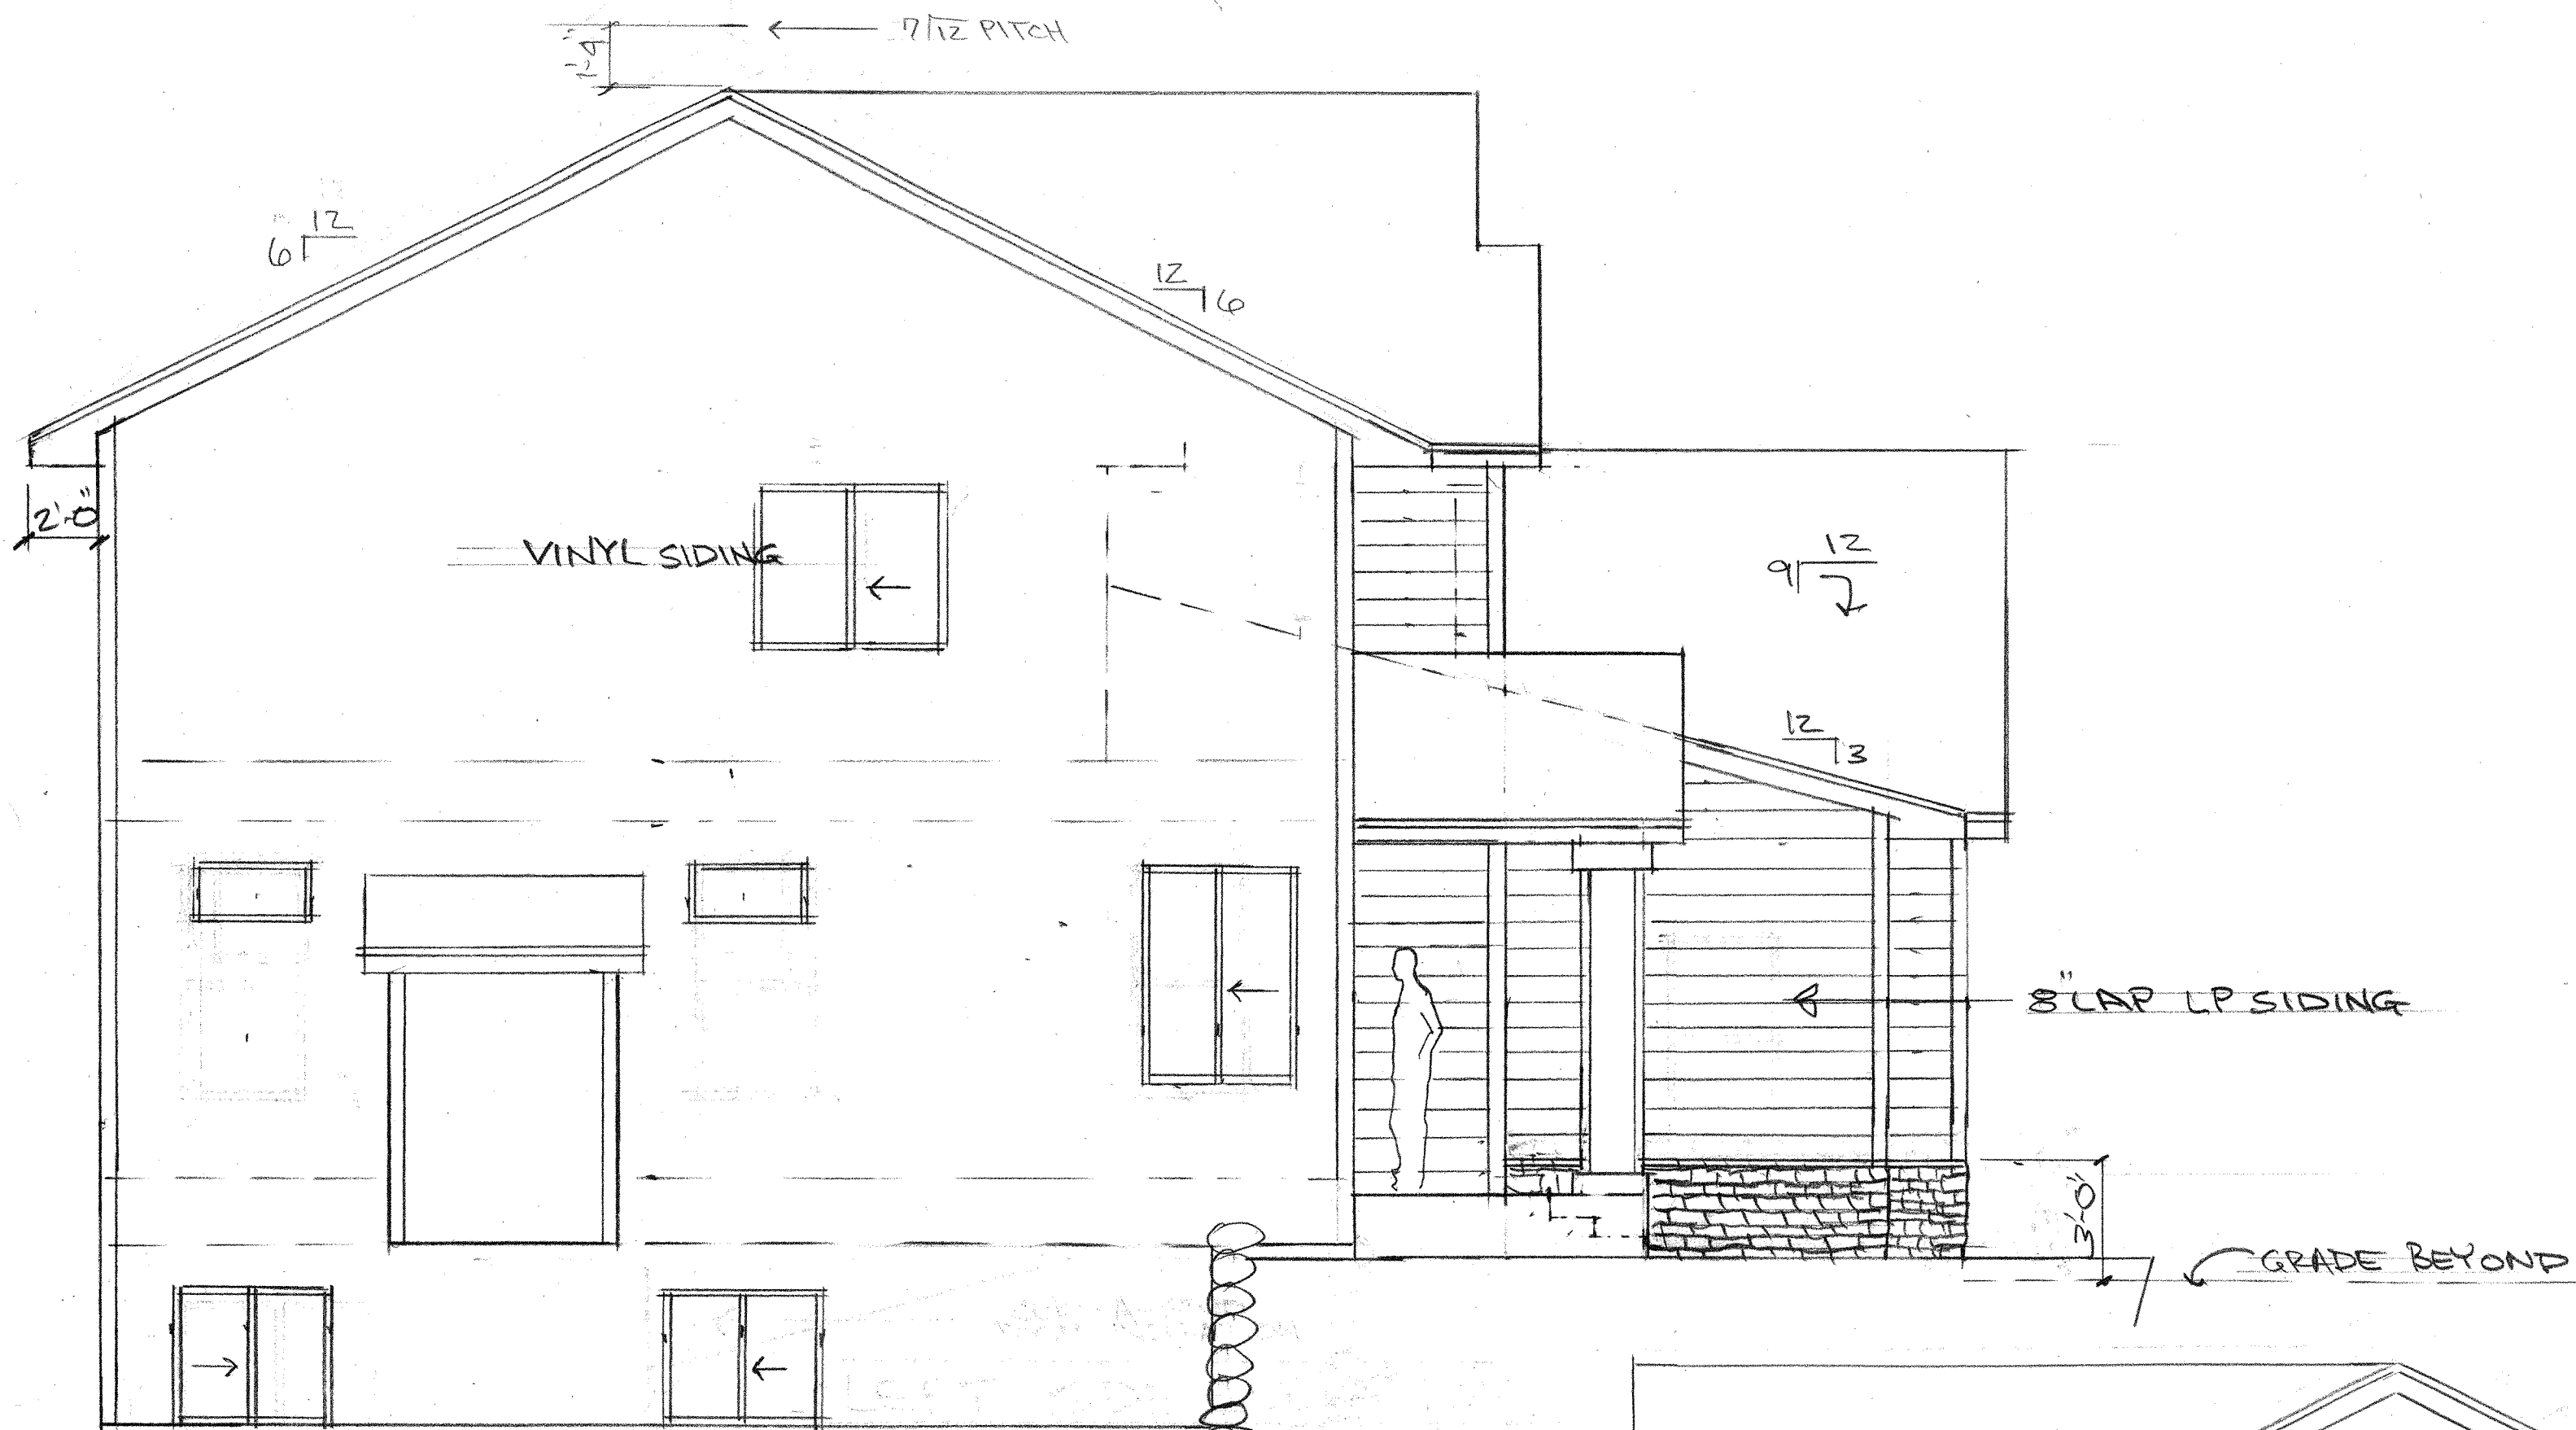 1'-9"
7/12 PITCH
12
6
12
6
2'-0"
VINYL SIDING
12
9
12
3
8" LAP LP SIDING
3'-0"
GRADE BEYOND